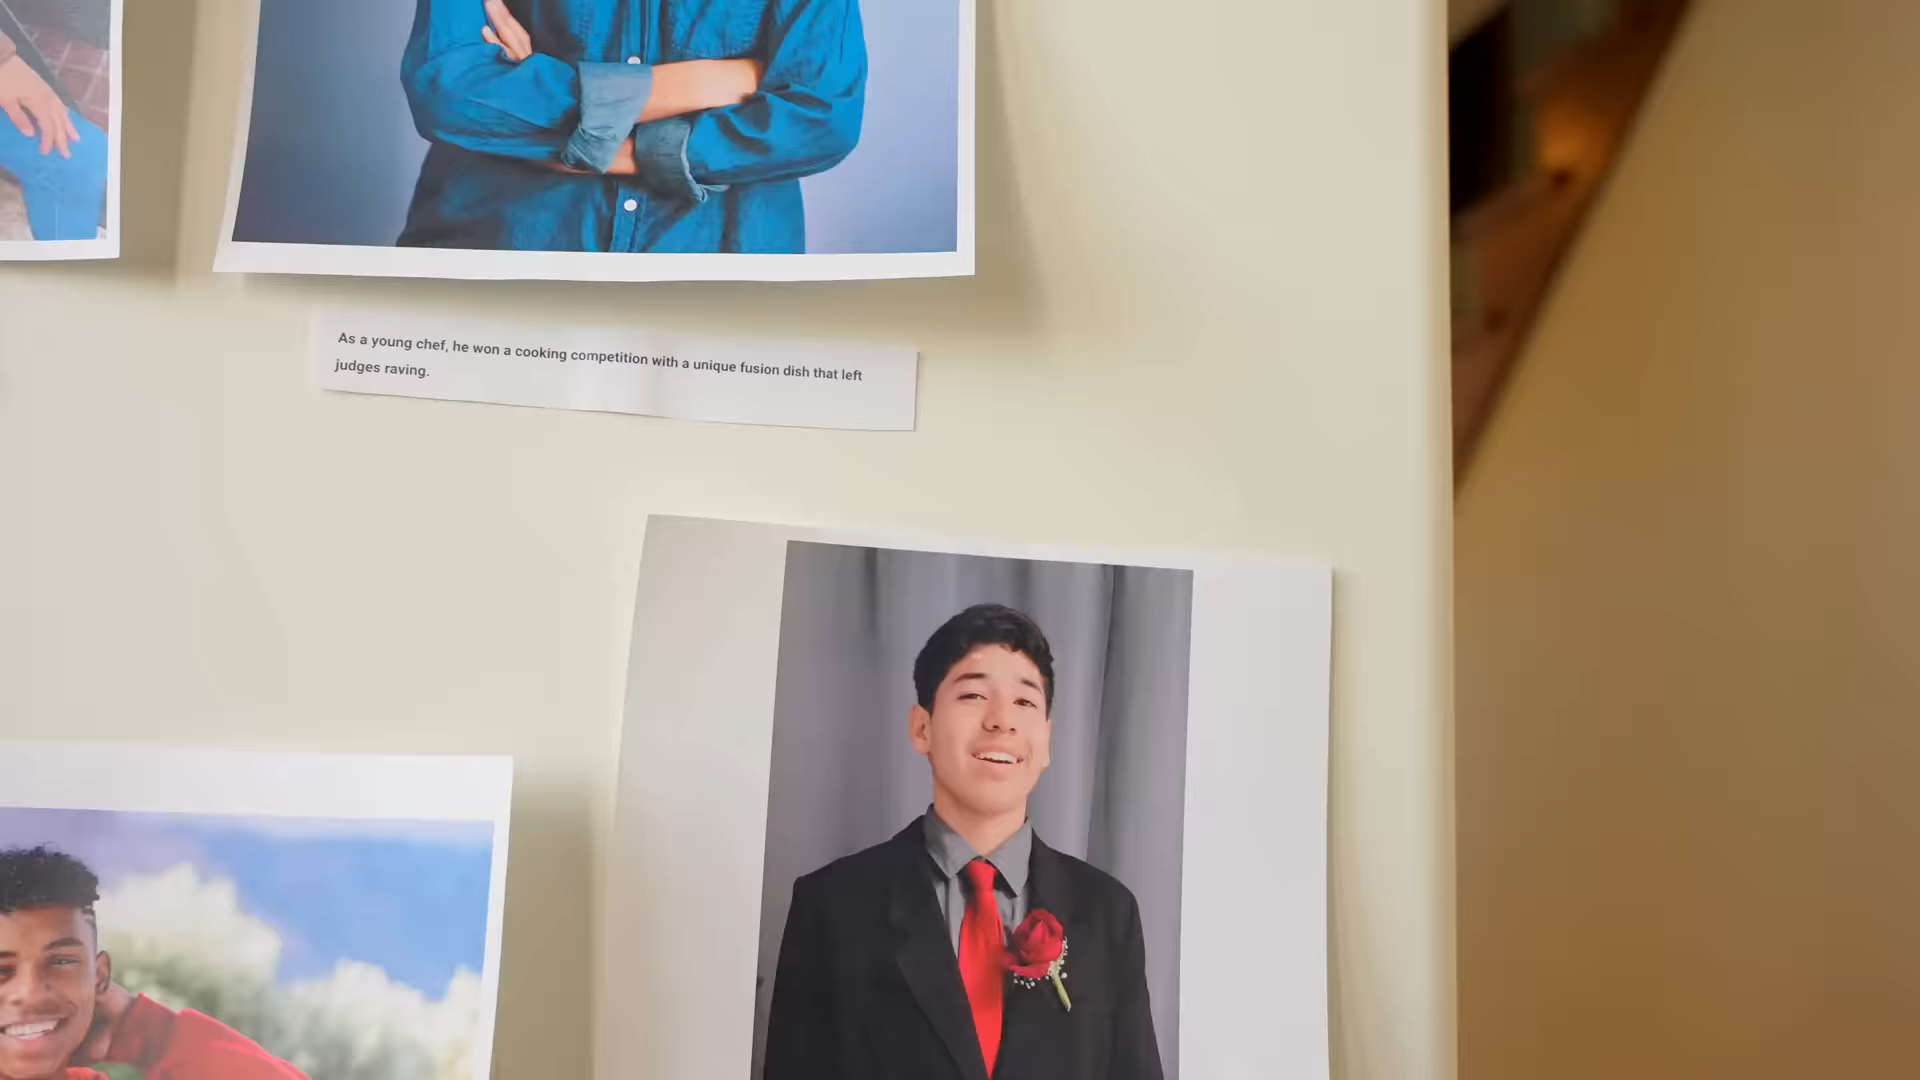 As a young chef, he won a cooking competition with a unique fusion dish that left
judges raving.